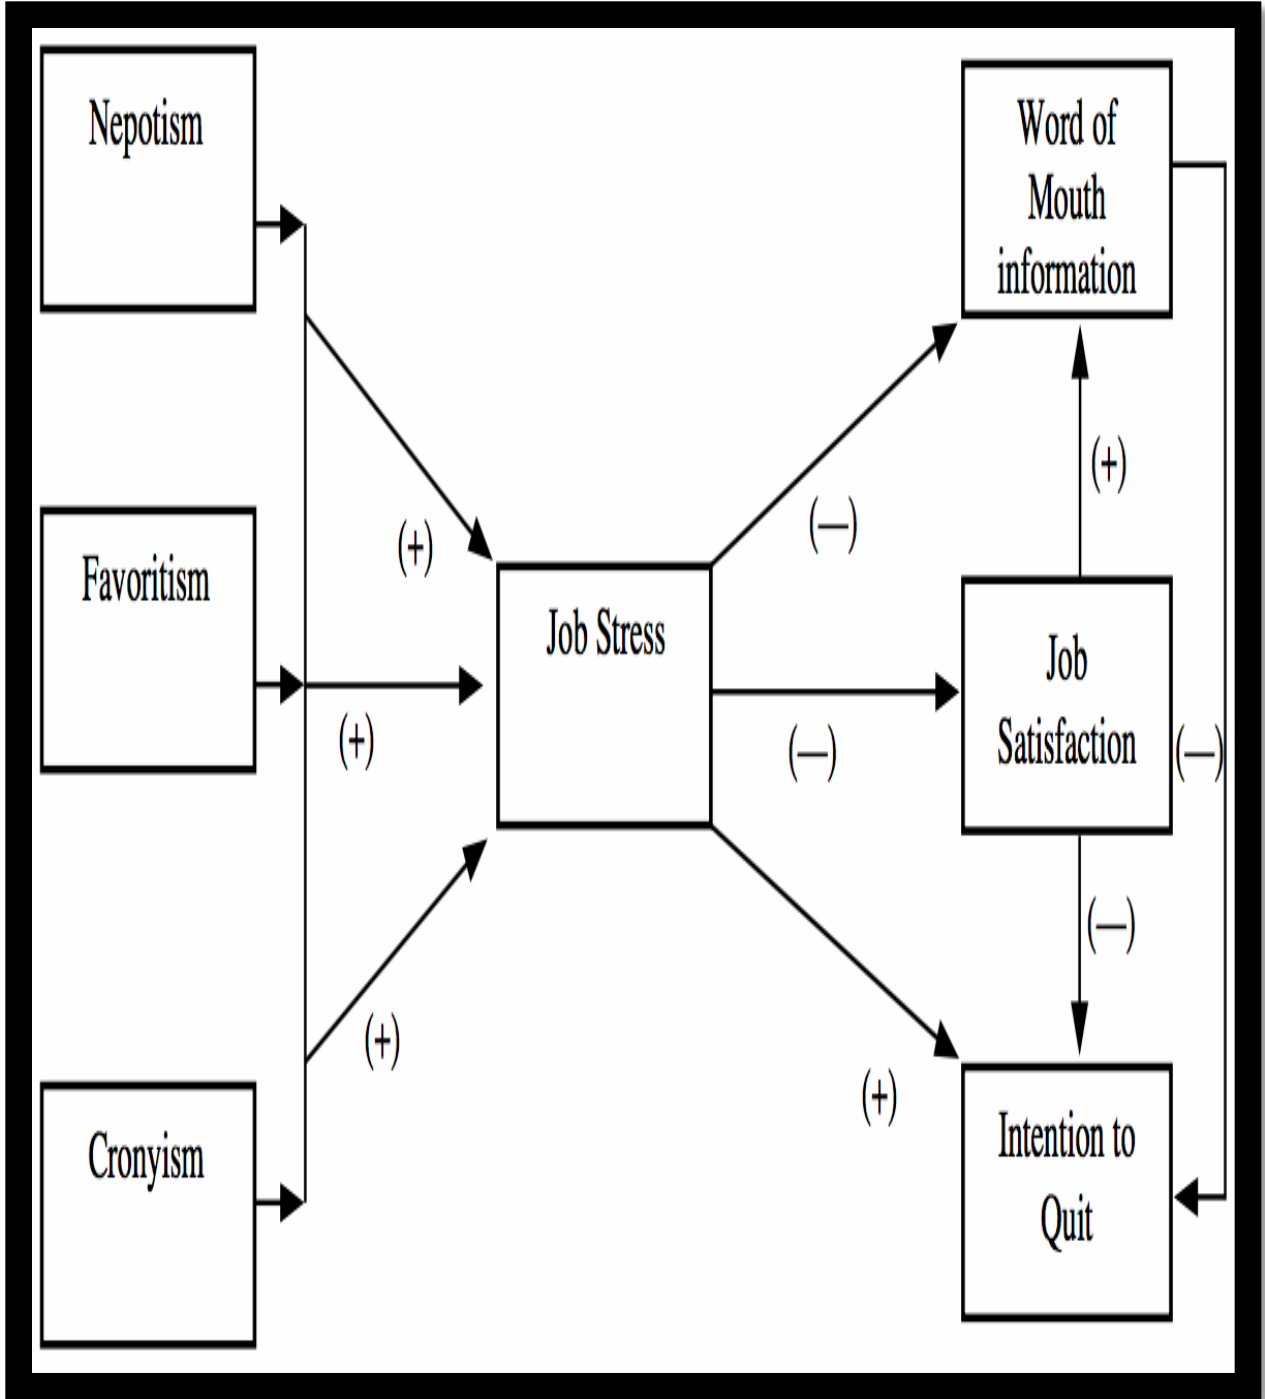 Nepotism
Word of
Mouth
information
(+)
(+)
(—)
Favoritism
Job Stress
Job
Satisfaction
(+)
(—)
(—)
(—)
(+)
(+)
Cronyism
Intention to
Quit